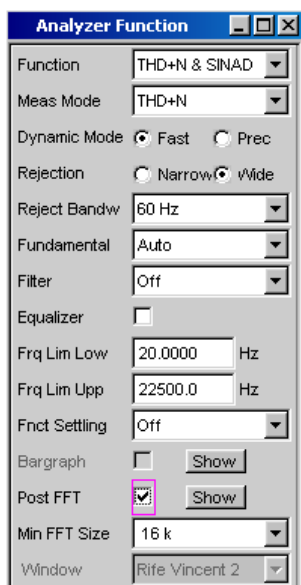 Analyzer Function
Function THD+N & SINAD
Meas Mode THD+N
Dynamic Mode Fast Prec
Rejection Narrow Wide
Reject Bandw 60 Hz
Fundamental Auto
Filter Off
Equalizer
Frq Lim Low 20.0000 Hz
Frq Lim Upp 22500.0 Hz
Fnct Settling Off
Bargraph Show
Post FFT Show
Min FFT Size 16 k
Window Rife Vincent 2